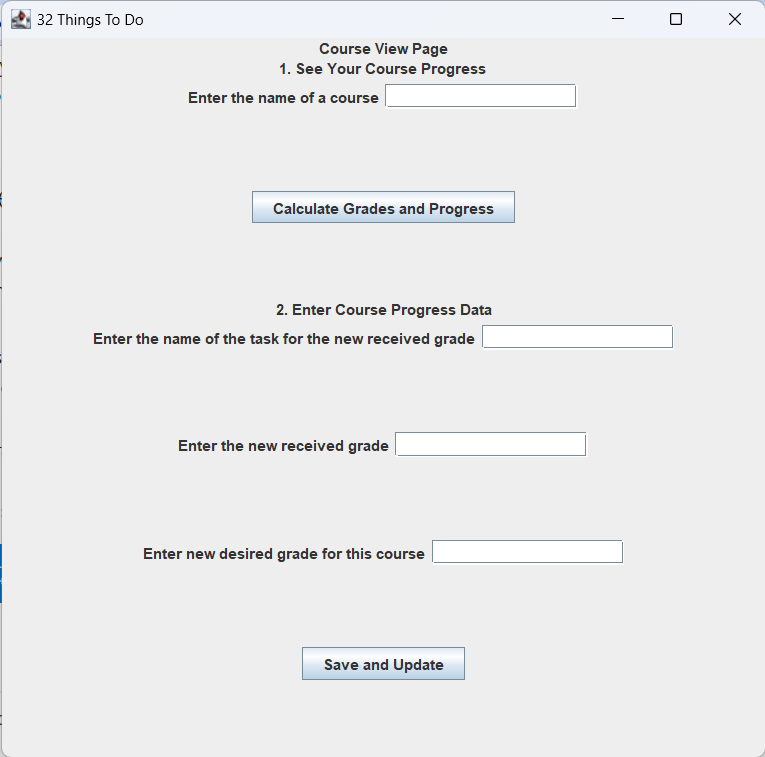 32 Things To Do
Course View Page
1. See Your Course Progress
Enter the name of a course
Calculate Grades and Progress
2. Enter Course Progress Data
Enter the name of the task for the new received grade
Enter the new received grade
Enter new desired grade for this course
Save and Update